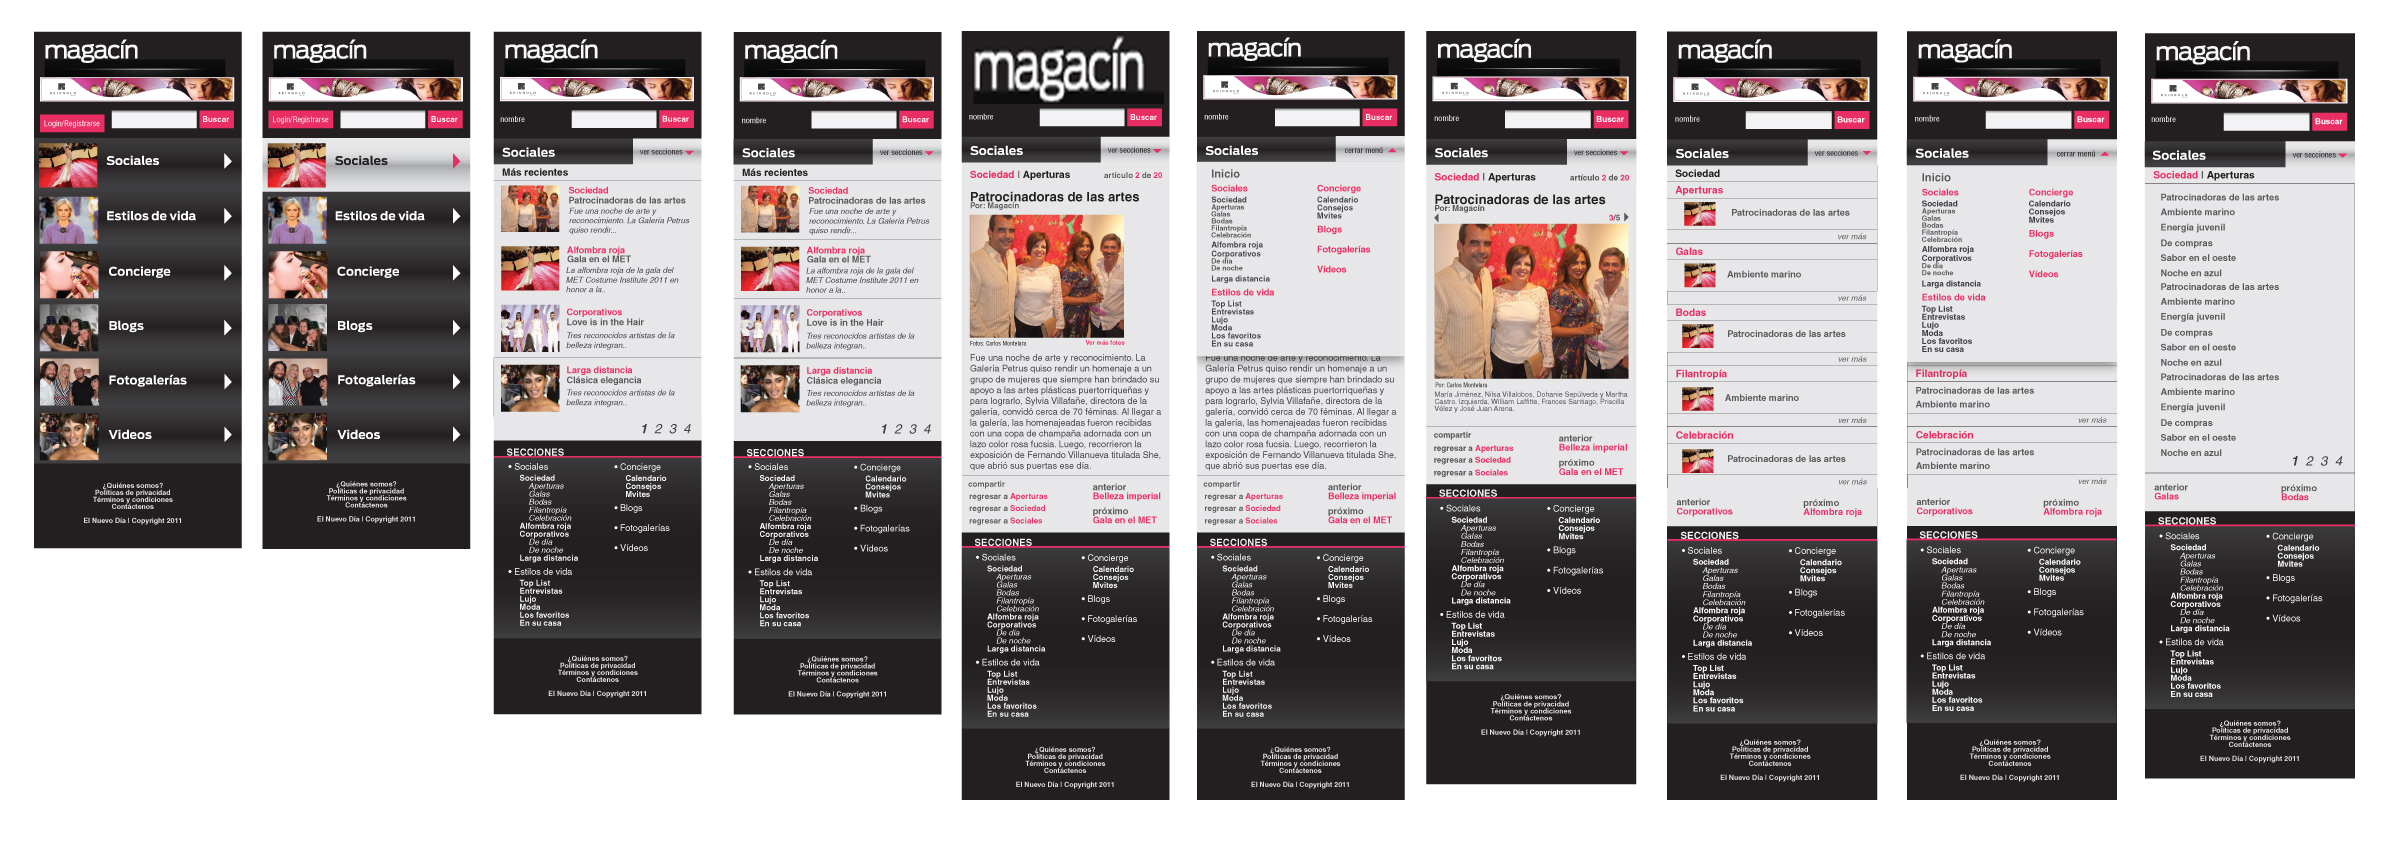 magacín
REINHOLD
Login/Registrarse
Buscar
Sociales
Estilos de vida
Concierge
Blogs
Fotogalerías
Videos
¿Quiénes somos?
Políticas de privacidad
Términos y condiciones
Contáctenos
El Nuevo Día | Copyright 2011
magacín
REINHOLD
Login/Registrarse
Buscar
Sociales
Estilos de vida
Concierge
Blogs
Fotogalerías
Videos
¿Quiénes somos?
Políticas de privacidad
Términos y condiciones
Contáctenos
El Nuevo Día | Copyright 2011
magacín
REINHOLD
nombre
Buscar
Sociales
ver secciones
Más recientes
Sociedad
Patrocinadoras de las artes
Fue una noche de arte y
reconocimiento. La Galería Petrus
quiso rendir...
Alfombra roja
Gala en el MET
La alfombra roja de la gala del
MET Costume Institute 2011 en
honor a la..
Corporativos
Love is in the Hair
Tres reconocidos artistas de la
belleza integran..
Larga distancia
Clásica elegancia
Tres reconocidos artistas de la
belleza integran..
1 2 3 4
SECCIONES
• Sociales
Sociedad
Aperturas
Galas
Bodas
Filantropía
Celebración
Alfombra roja
Corporativos
De día
De noche
Larga distancia
• Estilos de vida
Top List
Entrevistas
Lujo
Moda
Los favoritos
En su casa
• Concierge
Calendario
Consejos
Mvites
• Blogs
• Fotogalerías
• Vídeos
¿Quiénes somos?
Políticas de privacidad
Términos y condiciones
Contáctenos
El Nuevo Día | Copyright 2011
magacín
REINHOLD
nombre
Buscar
Sociales
ver secciones
Más recientes
Sociedad
Patrocinadoras de las artes
Fue una noche de arte y
reconocimiento. La Galería Petrus
quiso rendir...
Alfombra roja
Gala en el MET
La alfombra roja de la gala del
MET Costume Institute 2011 en
honor a la..
Corporativos
Love is in the Hair
Tres reconocidos artistas de la
belleza integran..
Larga distancia
Clásica elegancia
Tres reconocidos artistas de la
belleza integran..
1 2 3 4
SECCIONES
• Sociales
Sociedad
Aperturas
Galas
Bodas
Filantropía
Celebración
Alfombra roja
Corporativos
De día
De noche
Larga distancia
• Estilos de vida
Top List
Entrevistas
Lujo
Moda
Los favoritos
En su casa
• Concierge
Calendario
Consejos
Mvites
• Blogs
• Fotogalerías
• Vídeos
¿Quiénes somos?
Políticas de privacidad
Términos y condiciones
Contáctenos
El Nuevo Día | Copyright 2011
magacín
nombre
Buscar
Sociales
ver secciones
Sociedad | Aperturas
artículo 2 de 20
Patrocinadoras de las artes
Por: Magacín
Fotos: Carlos Montelara
Ver más fotos
Fue una noche de arte y reconocimiento. La
Galería Petrus quiso rendir un homenaje a un
grupo de mujeres que siempre han brindado su
apoyo a las artes plásticas puertorriqueñas y
para lograrlo, Sylvia Villafañe, directora de la
galería, convidó cerca de 70 féminas. Al llegar a
la galería, las homenajeadas fueron recibidas
con una copa de champaña adornada con un
lazo color rosa fucsia. Luego, recorrieron la
exposición de Fernando Villanueva titulada She,
que abrió sus puertas ese día.
compartir
regresar a Aperturas
regresar a Sociedad
regresar a Sociales
anterior
Belleza imperial
próximo
Gala en el MET
SECCIONES
• Sociales
Sociedad
Aperturas
Galas
Bodas
Filantropía
Celebración
Alfombra roja
Corporativos
De día
De noche
Larga distancia
• Estilos de vida
Top List
Entrevistas
Lujo
Moda
Los favoritos
En su casa
• Concierge
Calendario
Consejos
Mvites
• Blogs
• Fotogalerías
• Vídeos
¿Quiénes somos?
Políticas de privacidad
Términos y condiciones
Contáctenos
El Nuevo Día | Copyright 2011
magacín
REINHOLD
nombre
Buscar
Sociales
cerrar menú
Inicio
Sociales
Sociedad
Aperturas
Galas
Bodas
Filantropía
Celebración
Alfombra roja
Corporativos
De día
De noche
Larga distancia
Estilos de vida
Top List
Entrevistas
Lujo
Moda
Los favoritos
En su casa
Concierge
Calendario
Consejos
Mvites
Blogs
Fotogalerías
Vídeos
Fue una noche de arte y reconocimiento. La
Galería Petrus quiso rendir un homenaje a un
grupo de mujeres que siempre han brindado su
apoyo a las artes plásticas puertorriqueñas y
para lograrlo, Sylvia Villafañe, directora de la
galería, convidó cerca de 70 féminas. Al llegar a
la galería, las homenajeadas fueron recibidas
con una copa de champaña adornada con un
lazo color rosa fucsia. Luego, recorrieron la
exposición de Fernando Villanueva titulada She,
que abrió sus puertas ese día.
compartir
regresar a Aperturas
regresar a Sociedad
regresar a Sociales
anterior
Belleza imperial
próximo
Gala en el MET
SECCIONES
• Sociales
Sociedad
Aperturas
Galas
Bodas
Filantropía
Celebración
Alfombra roja
Corporativos
De día
De noche
Larga distancia
• Estilos de vida
Top List
Entrevistas
Lujo
Moda
Los favoritos
En su casa
• Concierge
Calendario
Consejos
Mvites
• Blogs
• Fotogalerías
• Vídeos
¿Quiénes somos?
Políticas de privacidad
Términos y condiciones
Contáctenos
El Nuevo Día | Copyright 2011
magacín
REINHOLD
nombre
Buscar
Sociales
ver secciones
Sociedad | Aperturas
artículo 2 de 20
Patrocinadoras de las artes
Por: Magacín
3/5
Por: Carlos Montelara
María Jiménez, Nilsa Villalobos, Dohanie Sepúlveda y Martha
Castro. Izquierda, William Laffitte, Frances Santiago, Priscilla
Vélez y José Juan Arena.
compartir
regresar a Aperturas
regresar a Sociedad
regresar a Sociales
anterior
Belleza imperial
próximo
Gala en el MET
SECCIONES
• Sociales
Sociedad
Aperturas
Galas
Bodas
Filantropía
Celebración
Alfombra roja
Corporativos
De día
De noche
Larga distancia
• Estilos de vida
Top List
Entrevistas
Lujo
Moda
Los favoritos
En su casa
• Concierge
Calendario
Consejos
Mvites
• Blogs
• Fotogalerías
• Vídeos
¿Quiénes somos?
Políticas de privacidad
Términos y condiciones
Contáctenos
El Nuevo Día | Copyright 2011
magacín
REINHOLD
nombre
Buscar
Sociales
ver secciones
Sociedad
Aperturas
Patrocinadoras de las artes
ver más
Galas
Ambiente marino
ver más
Bodas
Patrocinadoras de las artes
ver más
Filantropía
Ambiente marino
ver más
Celebración
Patrocinadoras de las artes
ver más
anterior
Corporativos
próximo
Alfombra roja
SECCIONES
• Sociales
Sociedad
Aperturas
Galas
Bodas
Filantropía
Celebración
Alfombra roja
Corporativos
De día
De noche
Larga distancia
• Estilos de vida
Top List
Entrevistas
Lujo
Moda
Los favoritos
En su casa
• Concierge
Calendario
Consejos
Mvites
• Blogs
• Fotogalerías
• Vídeos
¿Quiénes somos?
Políticas de privacidad
Términos y condiciones
Contáctenos
El Nuevo Día | Copyright 2011
magacín
REINHOLD
nombre
Buscar
Sociales
cerrar menú
Inicio
Sociales
Sociedad
Aperturas
Galas
Bodas
Filantropía
Celebración
Alfombra roja
Corporativos
De día
De noche
Larga distancia
Estilos de vida
Top List
Entrevistas
Lujo
Moda
Los favoritos
En su casa
Concierge
Calendario
Consejos
Mvites
Blogs
Fotogalerías
Vídeos
Filantropía
Patrocinadoras de las artes
Ambiente marino
ver más
Celebración
Patrocinadoras de las artes
Ambiente marino
ver más
anterior
Corporativos
próximo
Alfombra roja
SECCIONES
• Sociales
Sociedad
Aperturas
Galas
Bodas
Filantropía
Celebración
Alfombra roja
Corporativos
De día
De noche
Larga distancia
• Estilos de vida
Top List
Entrevistas
Lujo
Moda
Los favoritos
En su casa
• Concierge
Calendario
Consejos
Mvites
• Blogs
• Fotogalerías
• Vídeos
¿Quiénes somos?
Políticas de privacidad
Términos y condiciones
Contáctenos
El Nuevo Día | Copyright 2011
magacín
REINHOLD
nombre
Buscar
Sociales
ver secciones
Sociedad | Aperturas
Patrocinadoras de las artes
Ambiente marino
Energía juvenil
De compras
Sabor en el oeste
Noche en azul
Patrocinadoras de las artes
Ambiente marino
Energía juvenil
De compras
Sabor en el oeste
Noche en azul
Patrocinadoras de las artes
Ambiente marino
Energía juvenil
De compras
Sabor en el oeste
Noche en azul
1 2 3 4
anterior
Galas
próximo
Bodas
SECCIONES
• Sociales
Sociedad
Aperturas
Galas
Bodas
Filantropía
Celebración
Alfombra roja
Corporativos
De día
De noche
Larga distancia
• Estilos de vida
Top List
Entrevistas
Lujo
Moda
Los favoritos
En su casa
• Concierge
Calendario
Consejos
Mvites
• Blogs
• Fotogalerías
• Vídeos
¿Quiénes somos?
Políticas de privacidad
Términos y condiciones
Contáctenos
El Nuevo Día | Copyright 2011